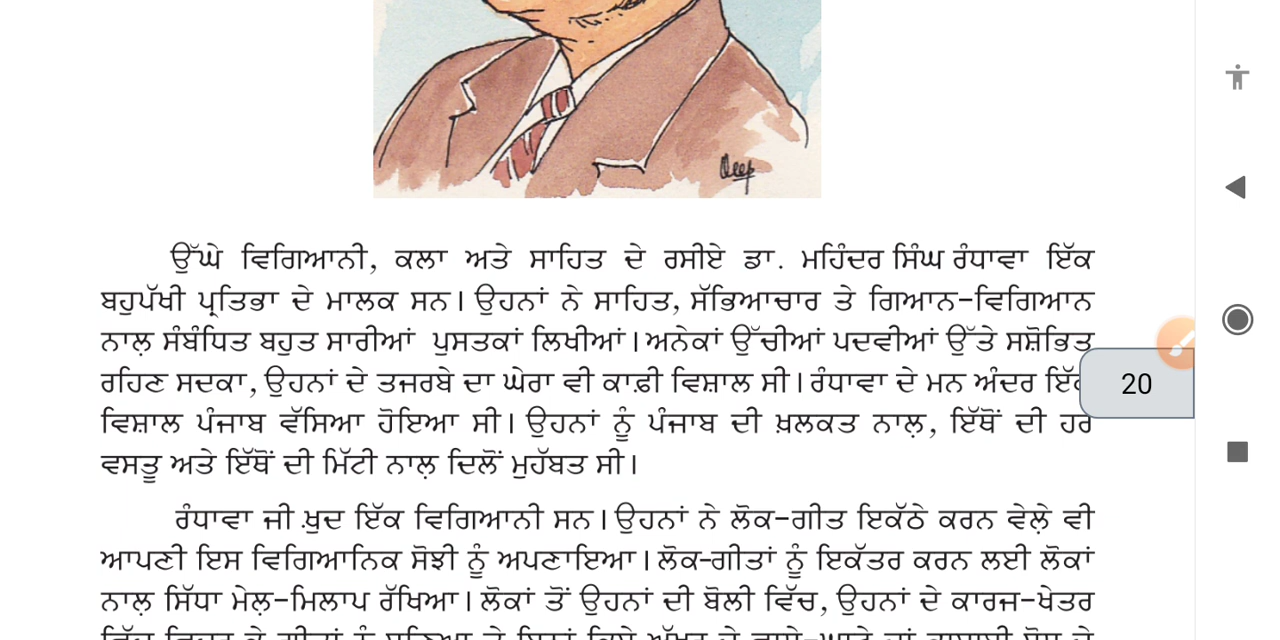 Deep
ਉੱਘੇ ਵਿਗਿਆਨੀ, ਕਲਾ ਅਤੇ ਸਾਹਿਤ ਦੇ ਰਸੀਏ ਡਾ. ਮਹਿੰਦਰ ਸਿੰਘ ਰੰਧਾਵਾ ਇੱਕ
ਬਹੁਪੱਖੀ ਪ੍ਰਤਿਭਾ ਦੇ ਮਾਲਕ ਸਨ। ਉਹਨਾਂ ਨੇ ਸਾਹਿਤ, ਸੱਭਿਆਚਾਰ ਤੇ ਗਿਆਨ-ਵਿਗਿਆਨ
ਨਾਲ਼ ਸੰਬੰਧਿਤ ਬਹੁਤ ਸਾਰੀਆਂ ਪੁਸਤਕਾਂ ਲਿਖੀਆਂ। ਅਨੇਕਾਂ ਉੱਚੀਆਂ ਪਦਵੀਆਂ ਉੱਤੇ ਸਸ਼ੋਭਿਤ
ਰਹਿਣ ਸਦਕਾ, ਉਹਨਾਂ ਦੇ ਤਜਰਬੇ ਦਾ ਘੇਰਾ ਵੀ ਕਾਫ਼ੀ ਵਿਸ਼ਾਲ ਸੀ। ਰੰਧਾਵਾ ਦੇ ਮਨ ਅੰਦਰ ਇੱਕ
20
ਵਿਸ਼ਾਲ ਪੰਜਾਬ ਵੱਸਿਆ ਹੋਇਆ ਸੀ। ਉਹਨਾਂ ਨੂੰ ਪੰਜਾਬ ਦੀ ਖ਼ਲਕਤ ਨਾਲ਼, ਇੱਥੋਂ ਦੀ ਹਰ
ਵਸਤੂ ਅਤੇ ਇੱਥੋਂ ਦੀ ਮਿੱਟੀ ਨਾਲ਼ ਦਿਲੋਂ ਮੁਹੱਬਤ ਸੀ।
ਰੰਧਾਵਾ ਜੀ ਖ਼ੁਦ ਇੱਕ ਵਿਗਿਆਨੀ ਸਨ। ਉਹਨਾਂ ਨੇ ਲੋਕ-ਗੀਤ ਇਕੱਠੇ ਕਰਨ ਵੇਲ਼ੇ ਵੀ
ਆਪਣੀ ਇਸ ਵਿਗਿਆਨਿਕ ਸੋਝੀ ਨੂੰ ਅਪਣਾਇਆ। ਲੋਕ-ਗੀਤਾਂ ਨੂੰ ਇਕੱਤਰ ਕਰਨ ਲਈ ਲੋਕਾਂ
ਨਾਲ਼ ਸਿੱਧਾ ਮੇਲ਼-ਮਿਲਾਪ ਰੱਖਿਆ। ਲੋਕਾਂ ਤੋਂ ਉਹਨਾਂ ਦੀ ਬੋਲੀ ਵਿੱਚ, ਉਹਨਾਂ ਦੇ ਕਾਰਜ-ਖੇਤਰ